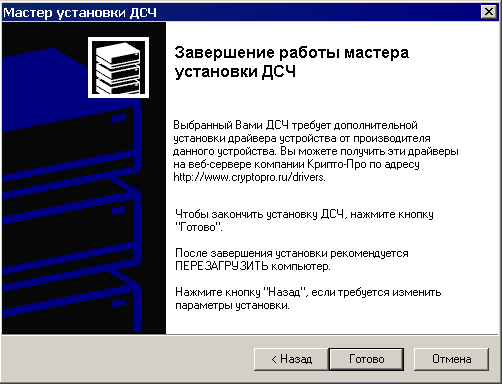 Мастер установки ДСЧ
Завершение работы мастера
установки ДСЧ
Выбранный Вами ДСЧ требует дополнительной
установки драйвера устройства от производителя
данного устройства. Вы можете получить эти драйверы
на веб-сервере компании Крипто-Про по адресу
http://www.cryptopro.ru/drivers.
Чтобы закончить установку ДСЧ, нажмите кнопку
"Готово".
После завершения установки рекомендуется
ПЕРЕЗАГРУЗИТЬ компьютер.
Нажмите кнопку "Назад", если требуется изменить
параметры установки.
< Назад Готово Отмена